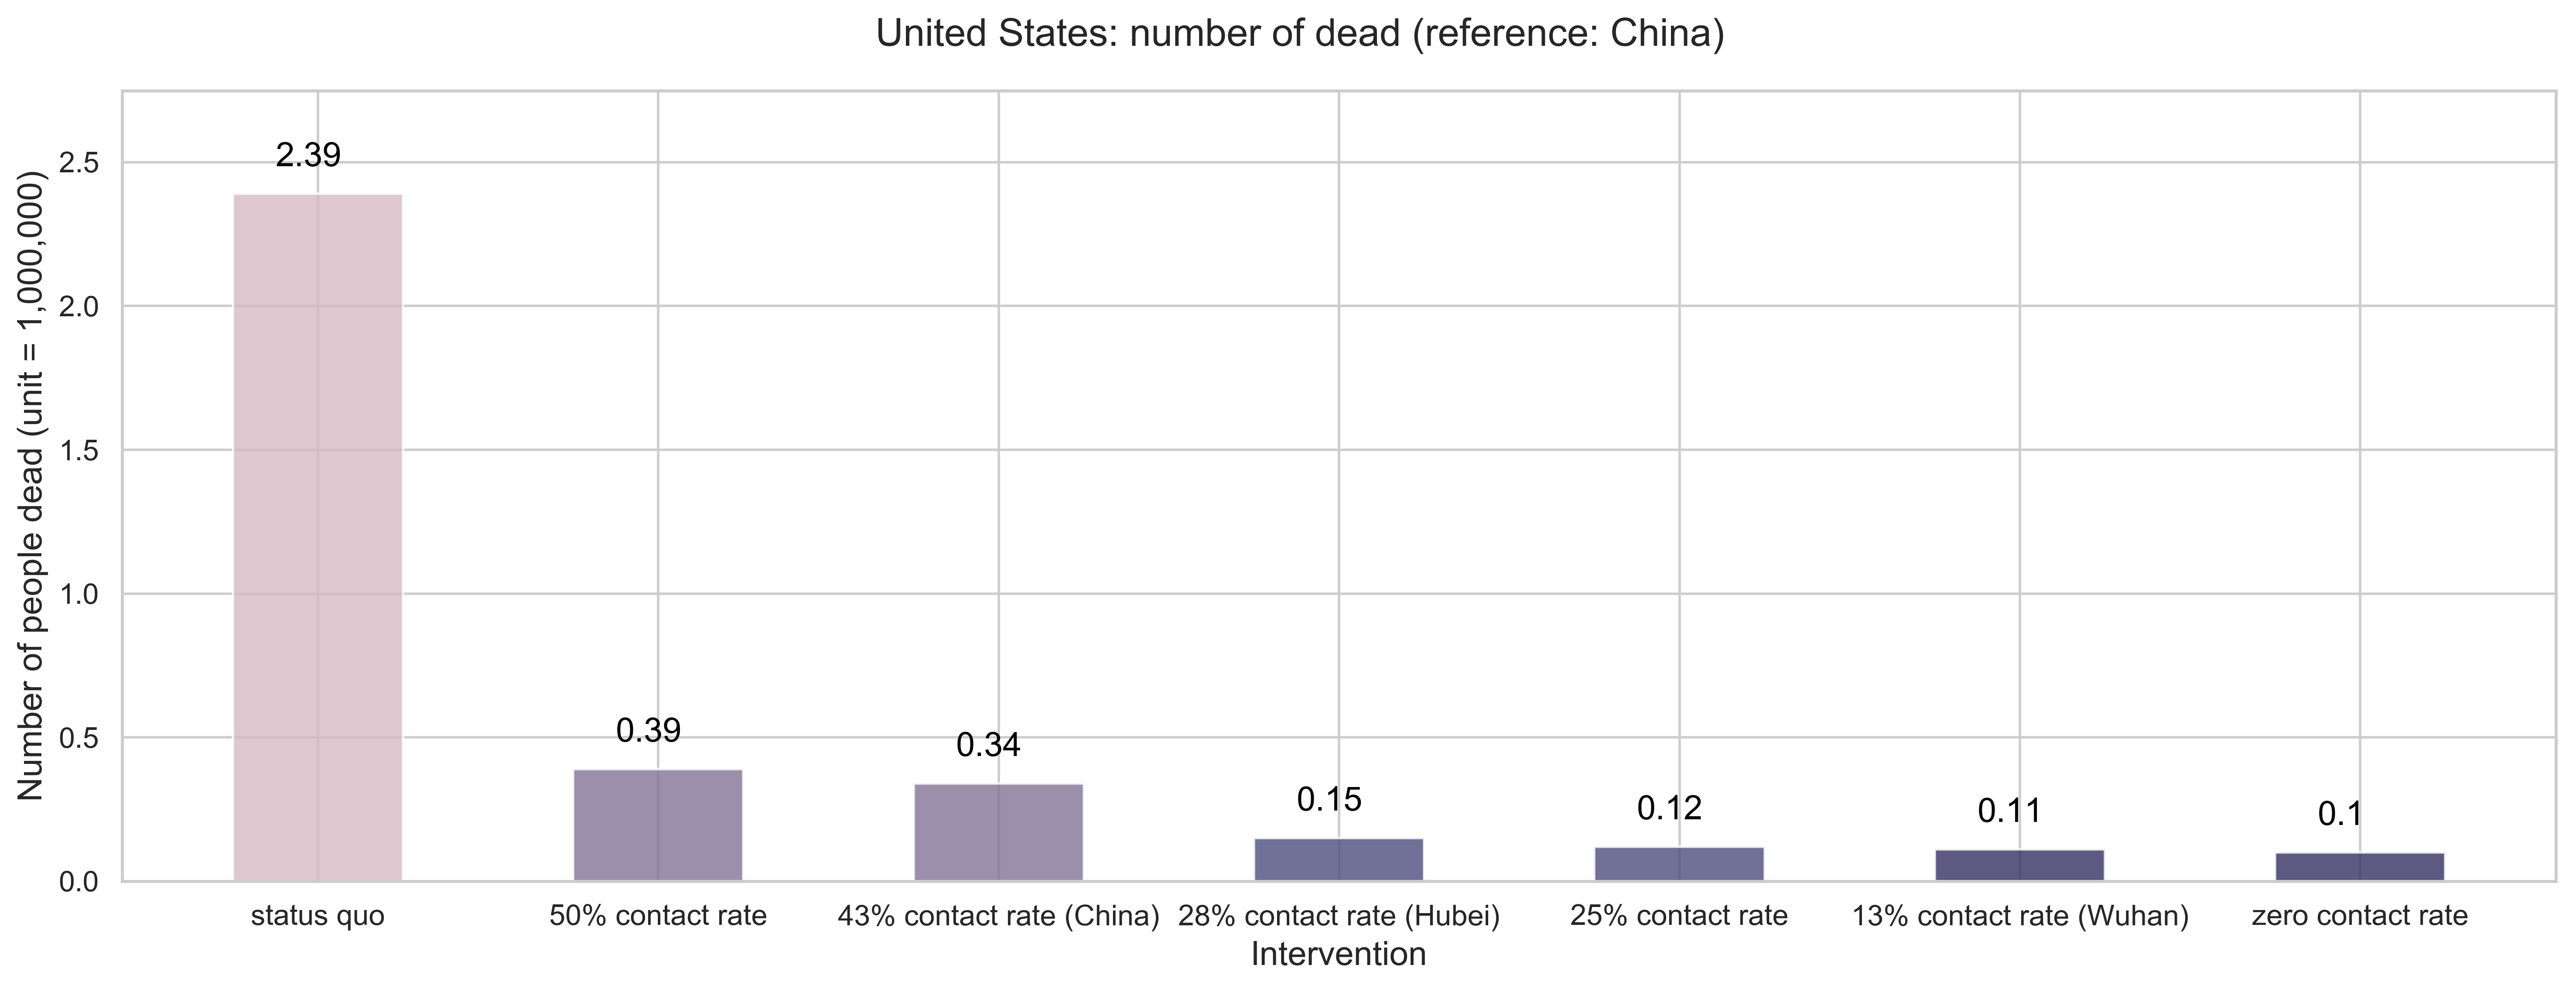 United States: number of dead (reference: China)
Number of people dead (unit = 1,000,000)
2.5
2.0
1.5
1.0
0.5
0.0
2.39
0.39
0.34
0.15
0.12
0.11
0.1
status quo
50% contact rate
43% contact rate (China)
28% contact rate (Hubei)
25% contact rate
13% contact rate (Wuhan)
zero contact rate
Intervention